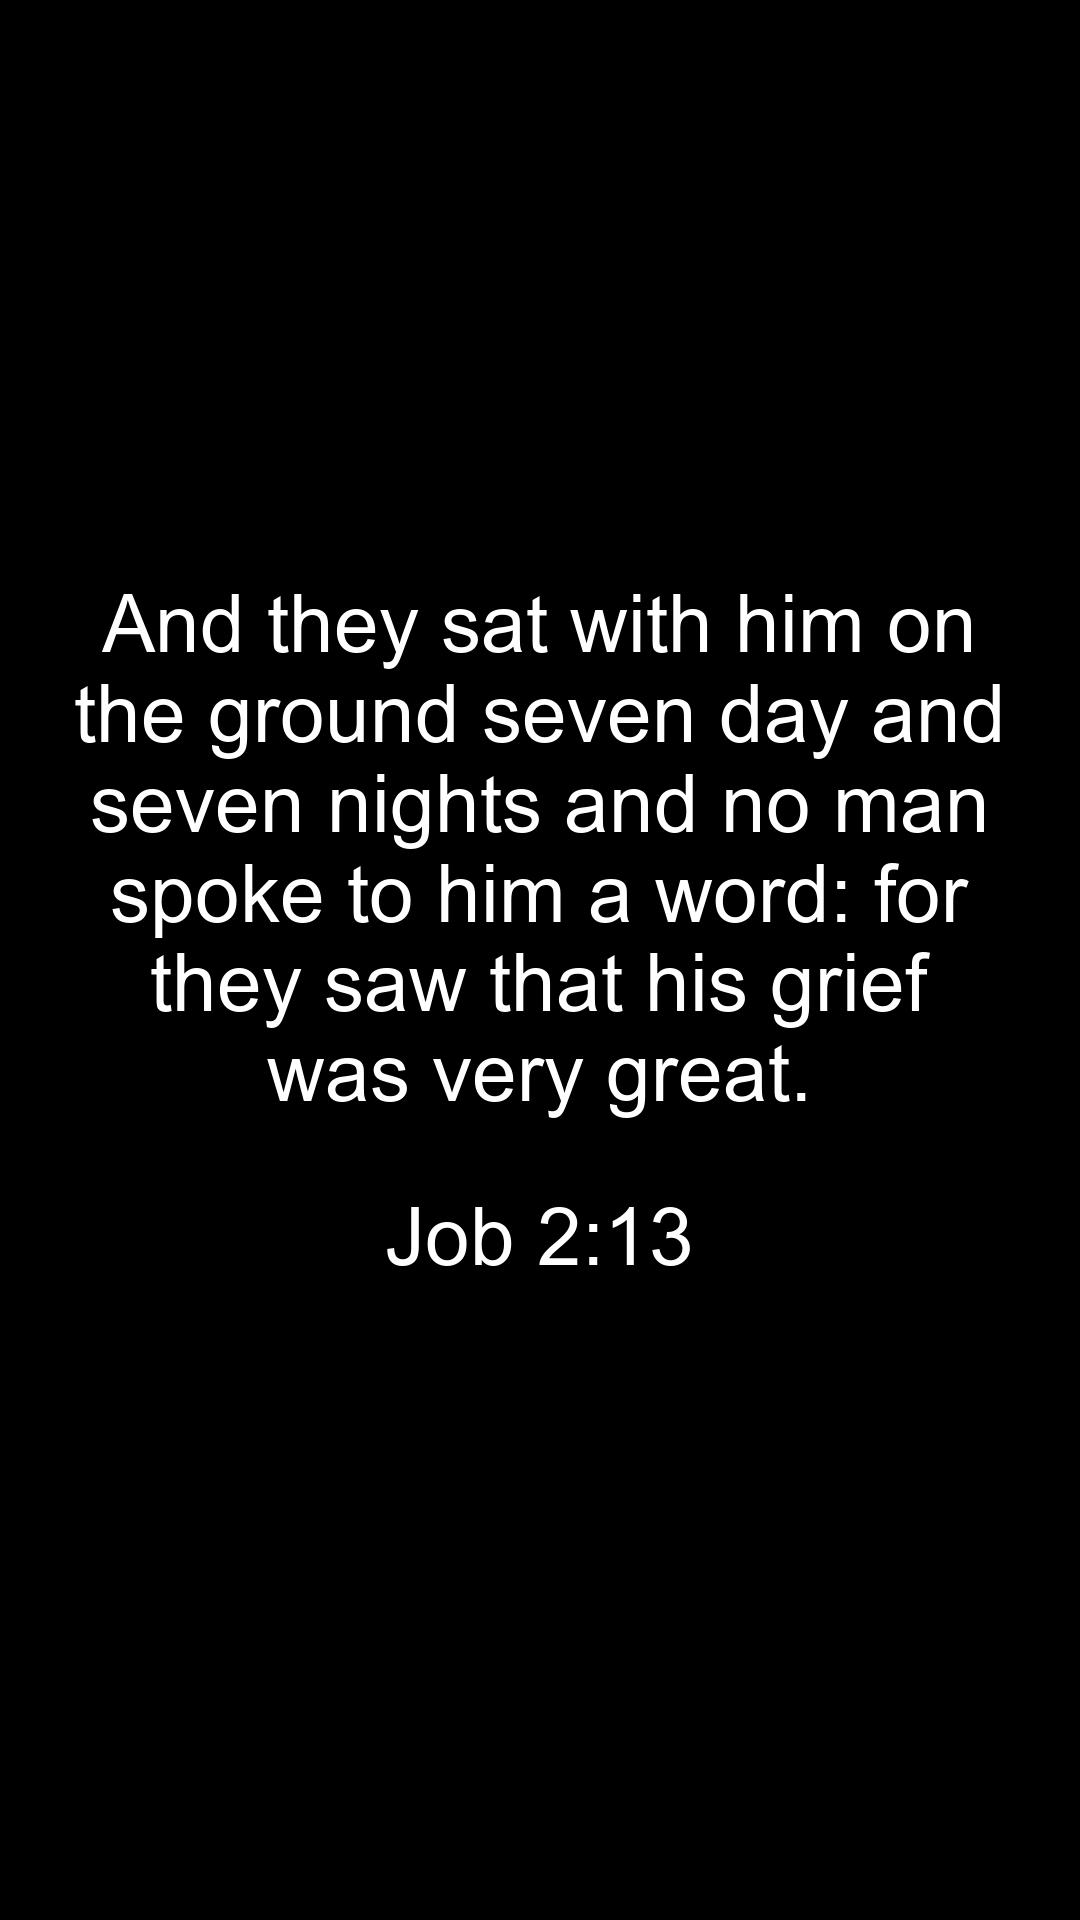 And they sat with him on
the ground seven day and
seven nights and no man
spoke to him a word: for
they saw that his grief
was very great.
Job 2:13